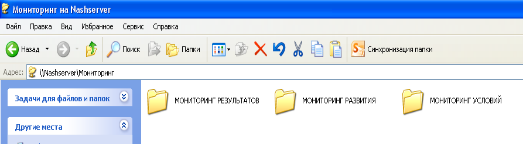 Мониторинг на Nashserver
Файл Правка Вид Избранное Сервис Справка
Назад Поиск Папки Синхронизация папки
Адрес: \\Nashserver\Мониторинг
Задачи для файлов и папок
МОНИТОРИНГ РЕЗУЛЬТАТОВ МОНИТОРИНГ РАЗВИТИЯ МОНИТОРИНГ УСЛОВИЙ
Другие места